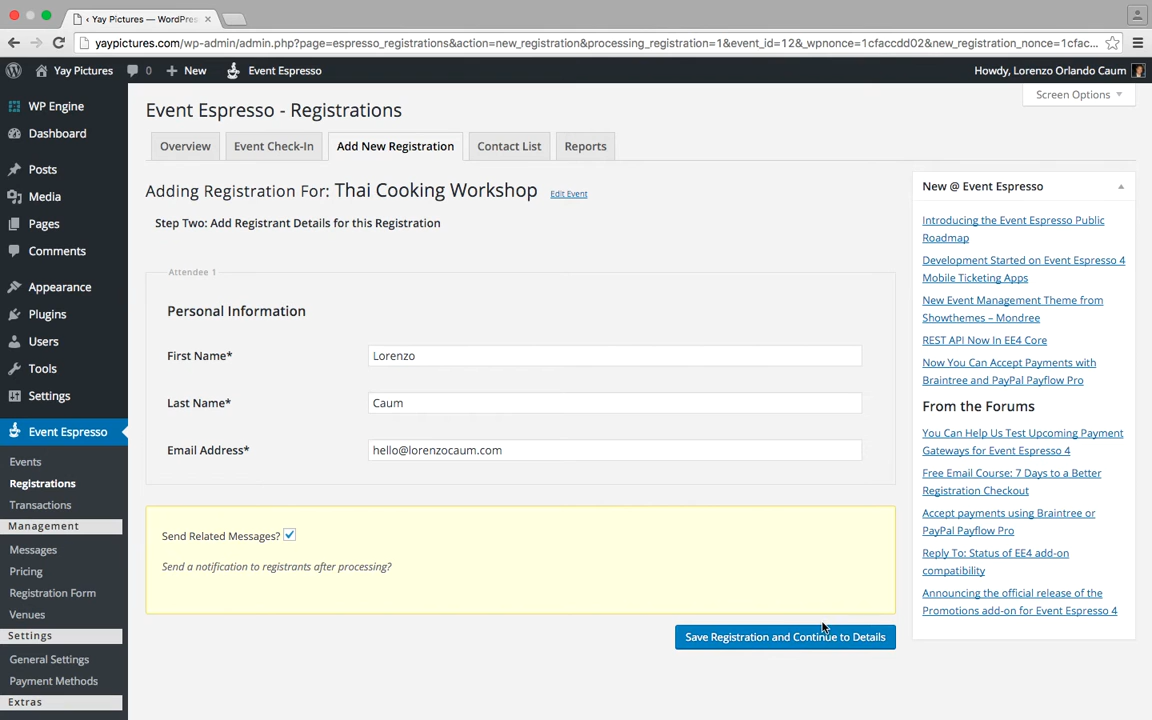 ‹ Yay Pictures — WordPres
yaypictures.com/wp-admin/admin.php?page=espresso_registrations&action=new_registration&processing_registration=1&event_id=12&_wpnonce=1cfaccdd02&new_registration_nonce=1cfac...
Yay Pictures
0
New
Event Espresso
Howdy, Lorenzo Orlando Caum
WP Engine
Dashboard
Posts
Media
Pages
Comments
Appearance
Plugins
Users
Tools
Settings
Event Espresso
Events
Registrations
Transactions
Management
Messages
Pricing
Registration Form
Venues
Settings
General Settings
Payment Methods
Extras
Screen Options
Event Espresso - Registrations
Overview
Event Check-In
Add New Registration
Contact List
Reports
Adding Registration For: Thai Cooking Workshop Edit Event
Step Two: Add Registrant Details for this Registration
Attendee 1
Personal Information
First Name* Lorenzo
Last Name* Caum
Email Address* hello@lorenzocaum.com
Send Related Messages?
Send a notification to registrants after processing?
Save Registration and Continue to Details
New @ Event Espresso
Introducing the Event Espresso Public
Roadmap
Development Started on Event Espresso 4
Mobile Ticketing Apps
New Event Management Theme from
Showthemes – Mondree
REST API Now In EE4 Core
Now You Can Accept Payments with
Braintree and PayPal Payflow Pro
From the Forums
You Can Help Us Test Upcoming Payment
Gateways for Event Espresso 4
Free Email Course: 7 Days to a Better
Registration Checkout
Accept payments using Braintree or
PayPal Payflow Pro
Reply To: Status of EE4 add-on
compatibility
Announcing the official release of the
Promotions add-on for Event Espresso 4